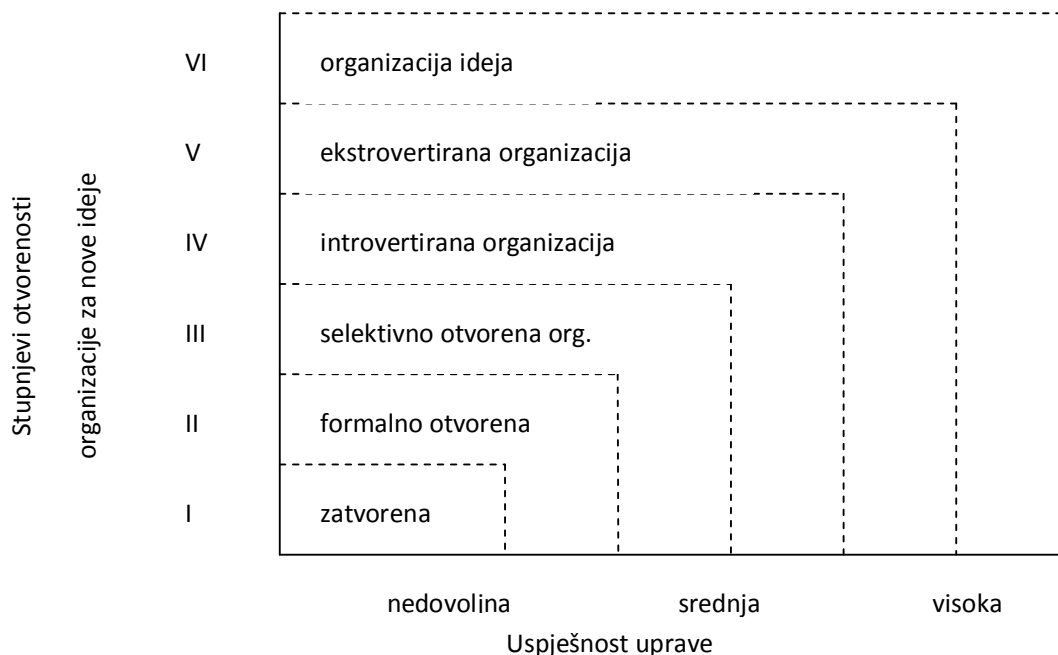 VI organizacija ideja
V ekstrovertirana organizacija
IV introvertirana organizacija
III selektivno otvorena org.
II formalno otvorena
I zatvorena
Stupnjevi otvorenosti
organizacije za nove ideje
nedovoljna srednja visoka
Uspješnost uprave